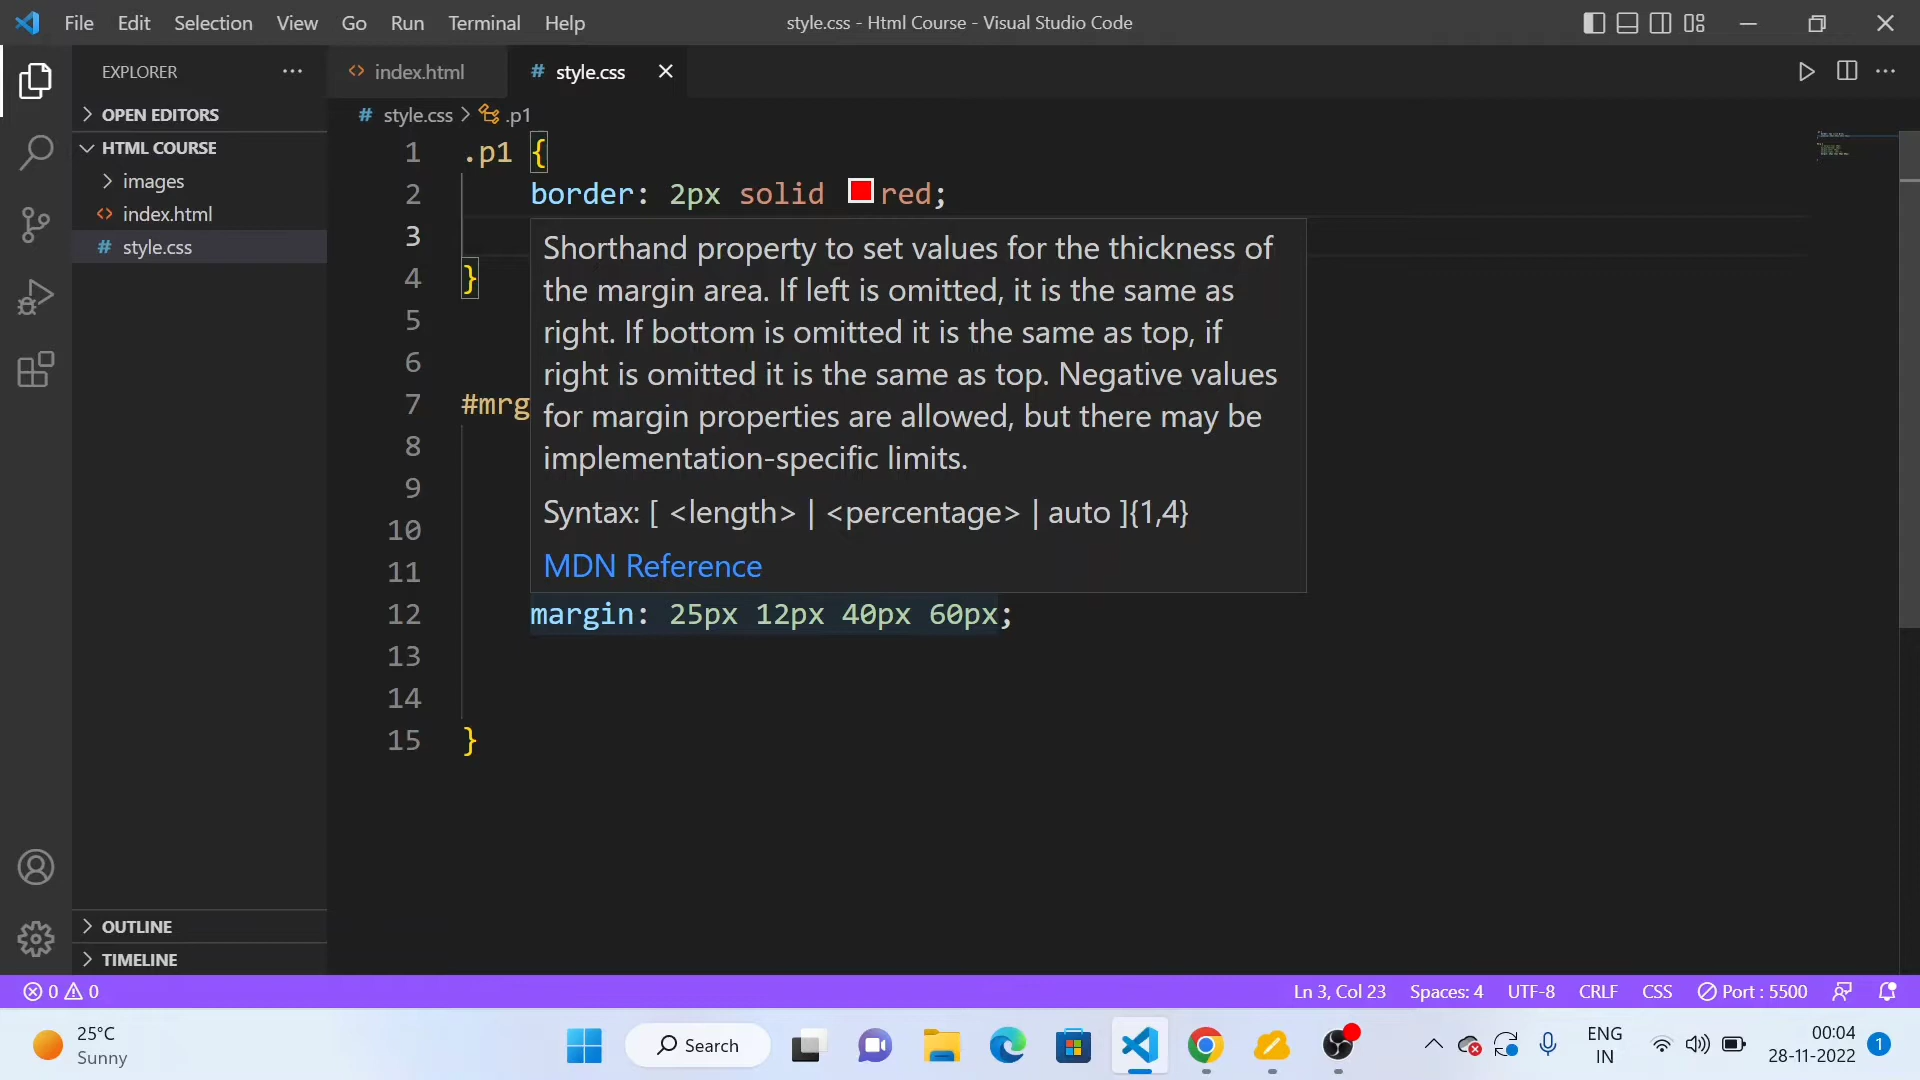 File Edit Selection View Go Run Terminal Help style.css - Html Course - Visual Studio Code
EXPLORER
OPEN EDITORS
HTML COURSE
images
index.html
style.css
OUTLINE
TIMELINE
index.html
# style.css
# style.css > .p1
1 .p1 {
2 border: 2px solid red;
3
4 }
5
6
7 #mrg
8
9
10
11
12 margin: 25px 12px 40px 60px;
13
14
15 }
Shorthand property to set values for the thickness of
the margin area. If left is omitted, it is the same as
right. If bottom is omitted it is the same as top, if
right is omitted it is the same as top. Negative values
for margin properties are allowed, but there may be
implementation-specific limits.
Syntax: [ <length> | <percentage> | auto ]{1,4}
MDN Reference
0 0 Ln 3, Col 23 Spaces: 4 UTF-8 CRLF CSS Port : 5500
25°C
Sunny
Search
ENG
IN
00:04
28-11-2022
1